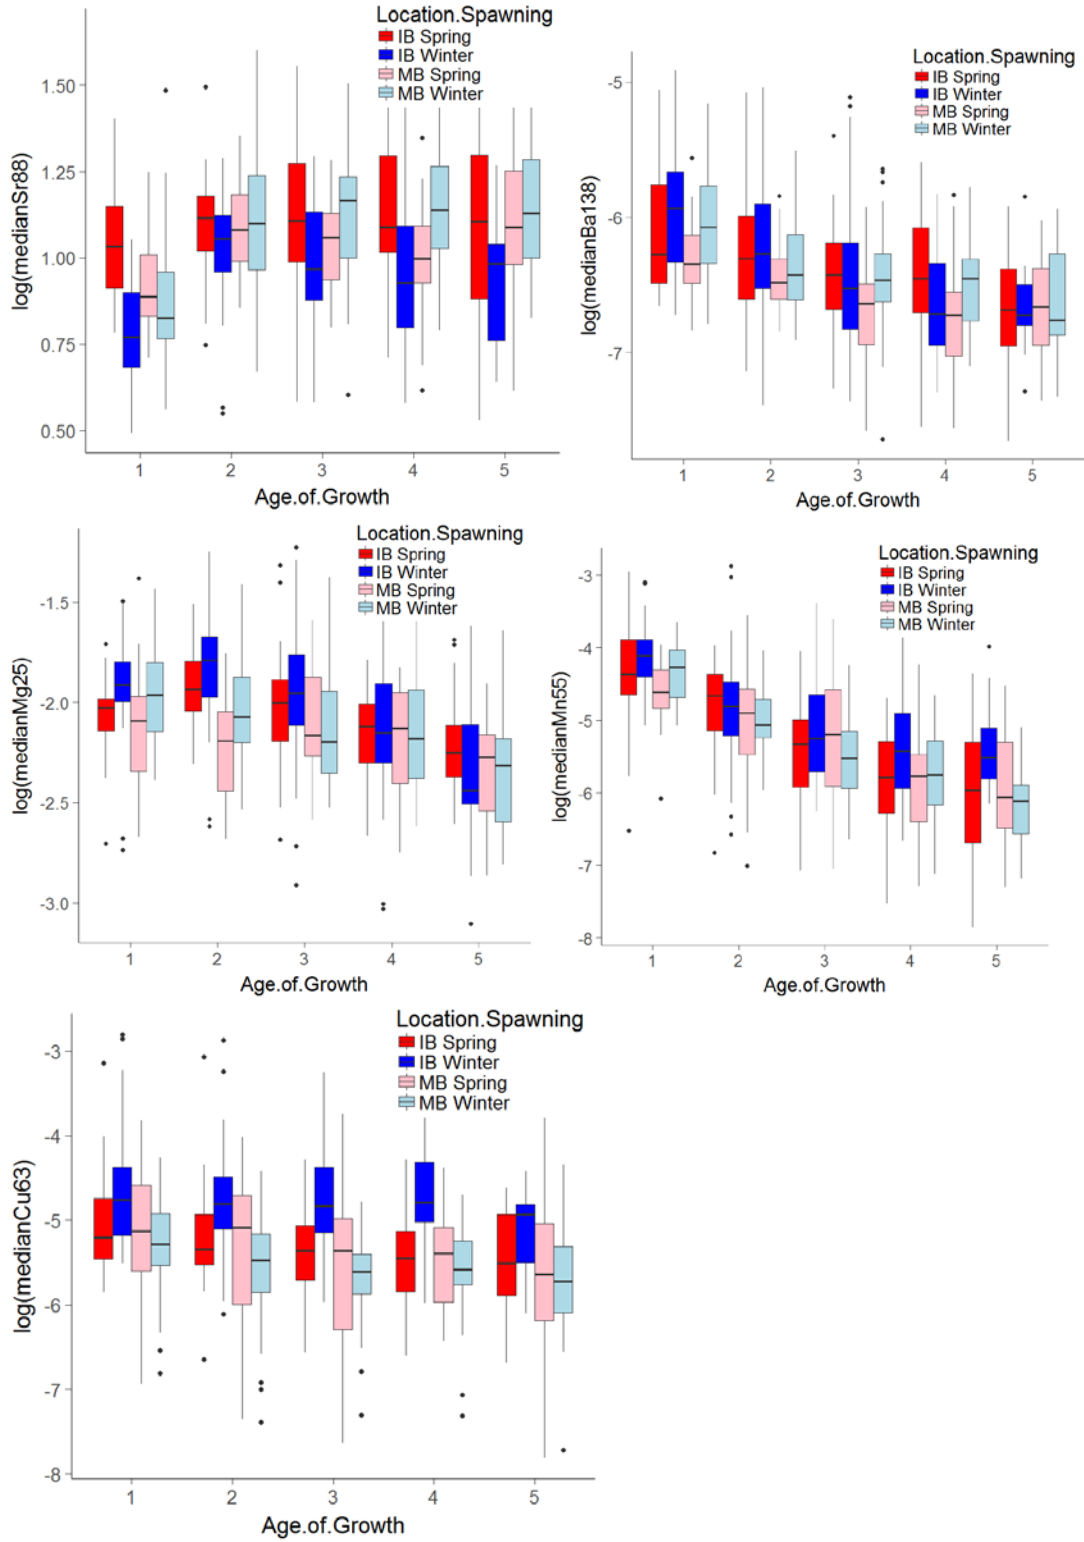 Location.Spawning
IB Spring
IB Winter
MB Spring
MB Winter
log(medianSr88)
1.50
1.25
1.00
0.75
0.50
1 2 3 4 5
Age.of.Growth
Location.Spawning
IB Spring
IB Winter
MB Spring
MB Winter
log(medianBa138)
-5
-6
-7
1 2 3 4 5
Age.of.Growth
Location.Spawning
IB Spring
IB Winter
MB Spring
MB Winter
log(medianMg25)
-1.5
-2.0
-2.5
-3.0
1 2 3 4 5
Age.of.Growth
Location.Spawning
IB Spring
IB Winter
MB Spring
MB Winter
log(medianMn55)
-3
-4
-5
-6
-7
-8
1 2 3 4 5
Age.of.Growth
Location.Spawning
IB Spring
IB Winter
MB Spring
MB Winter
log(medianCu63)
-3
-4
-5
-6
-7
-8
1 2 3 4 5
Age.of.Growth